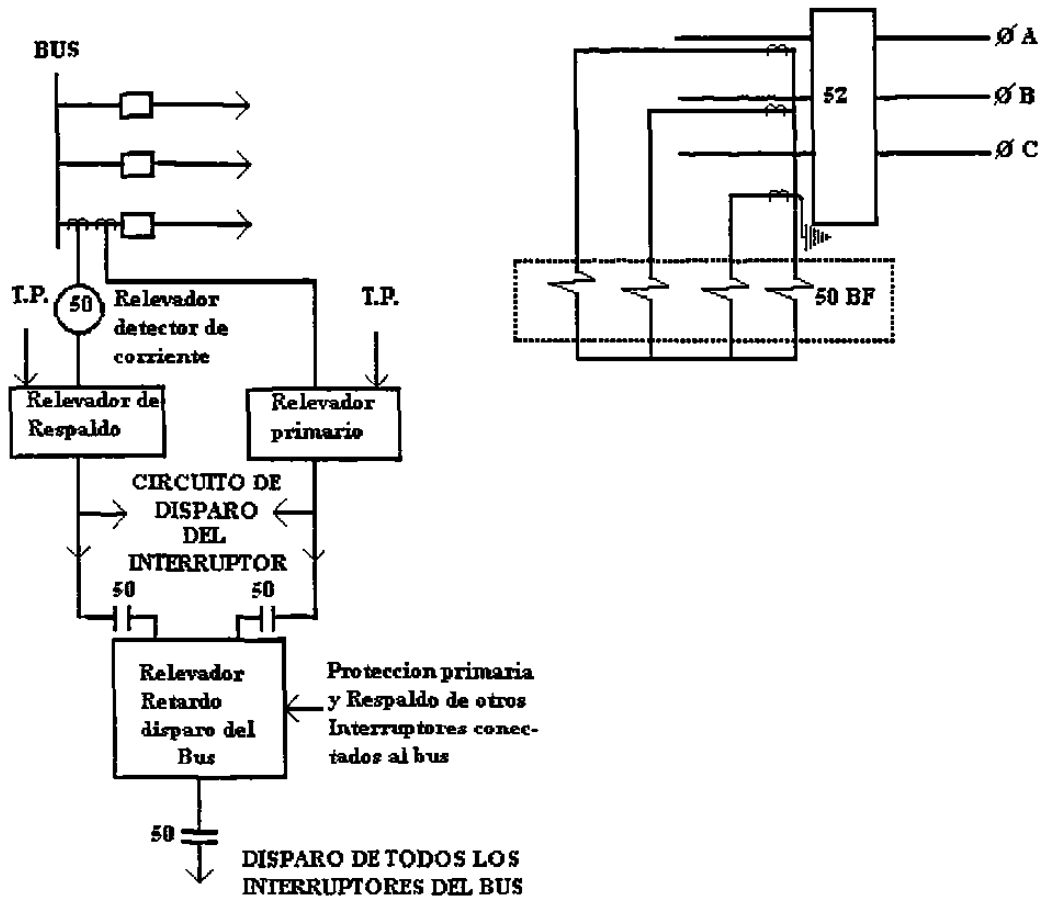 BUS
T.P.
50
Relevador
detector de
corriente
T.P.
Relevador de
Respaldo
Relevador
primario
CIRCUITO DE
DISPARO
DEL
INTERRUPTOR
50
50
Relevador
Retardo
disparo del
Bus
Proteccion primaria
y Respaldo de otros
Interruptores conec-
tados al bus
50
DISPARO DE TODOS LOS
INTERRUPTORES DEL BUS
52
Ø A
Ø B
Ø C
50 BF